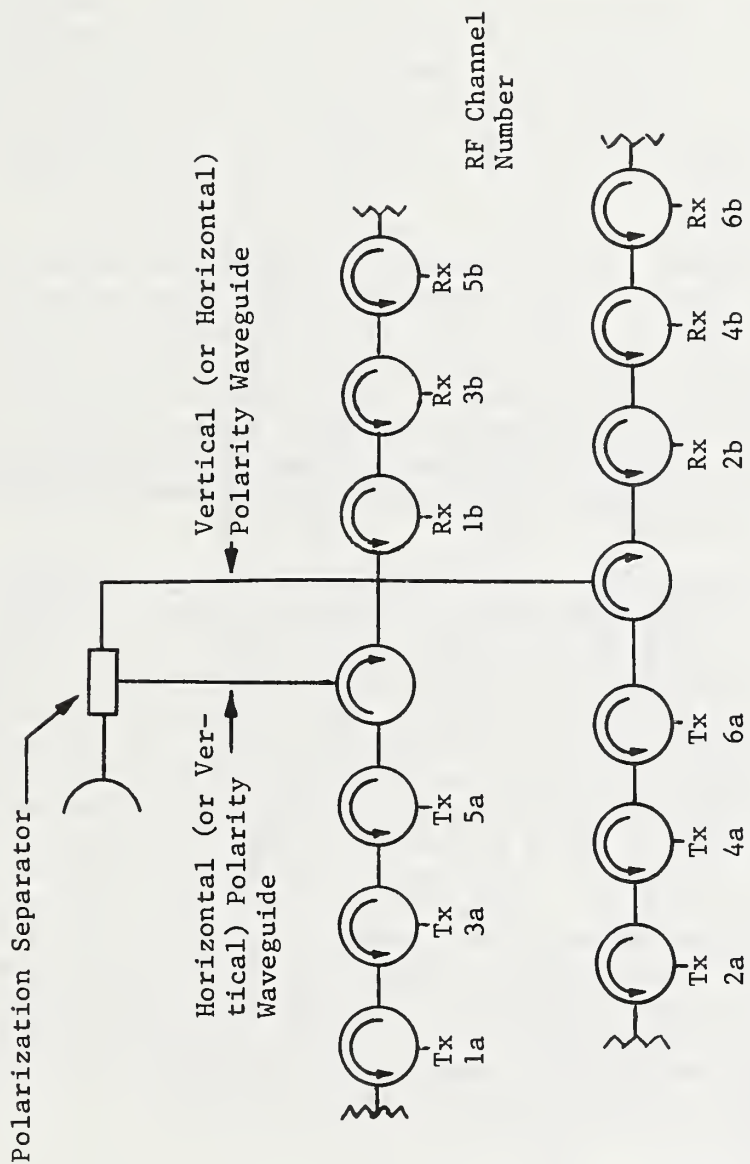 Polarization Separator
Horizontal (or Ver-
tical) Polarity
Waveguide
Vertical (or Horizontal)
Polarity Waveguide
Tx
1a
Tx
3a
Tx
5a
Rx
1b
Rx
3b
Rx
5b
RF Channel
Number
Tx
2a
Tx
4a
Tx
6a
Rx
2b
Rx
4b
Rx
6b